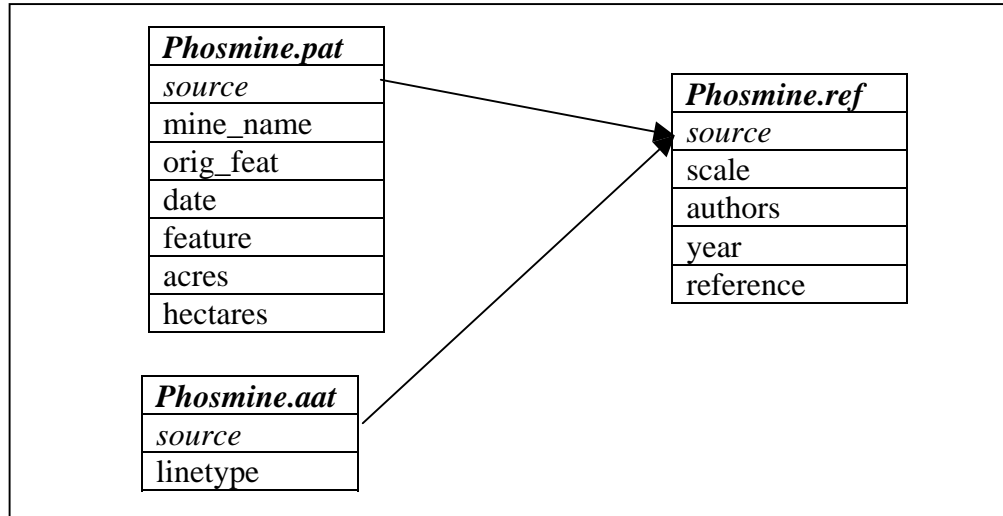 Phosmine.pat
source
mine_name
orig_feat
date
feature
acres
hectares
Phosmine.ref
source
scale
authors
year
reference
Phosmine.aat
source
linetype